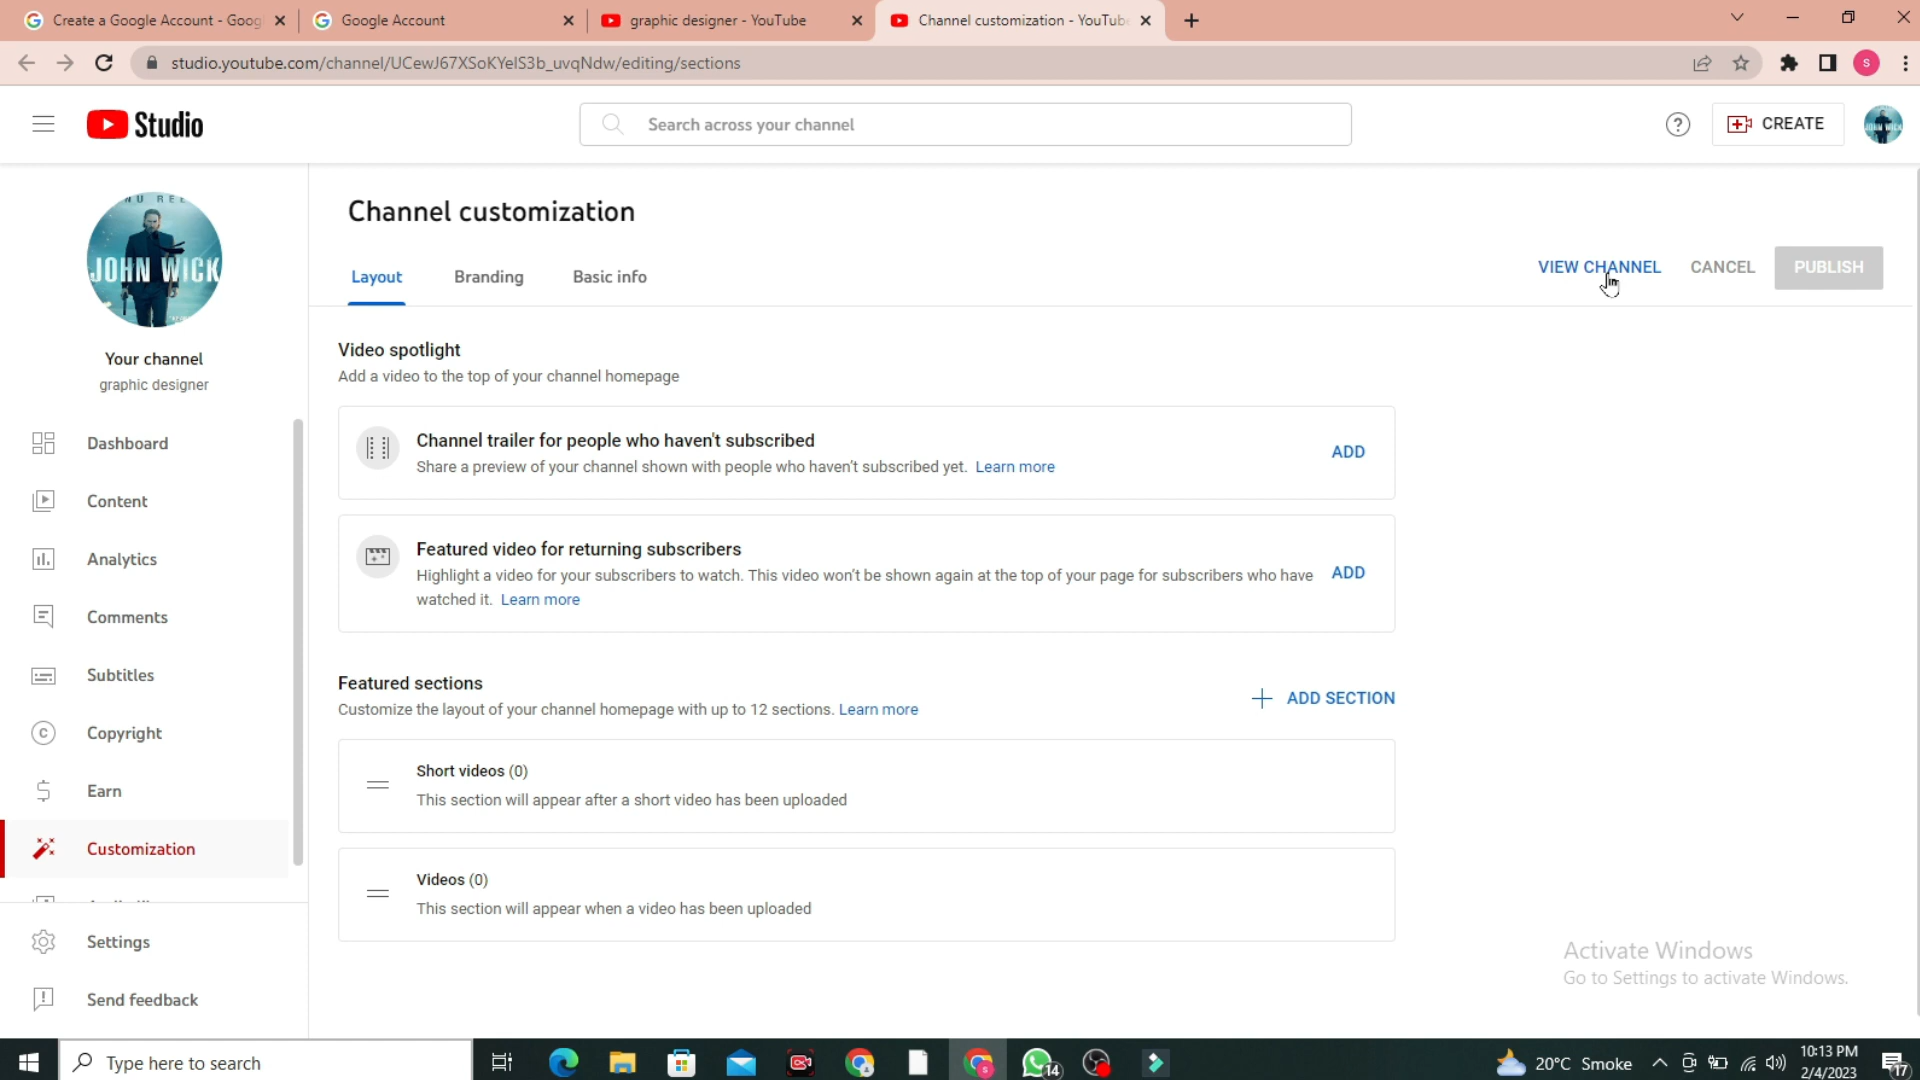 Create a Google Account - Goog
Google Account
graphic designer - YouTube
Channel customization - YouTub
studio.youtube.com/channel/UCewJ67XSoKYelS3b_uvqNdw/editing/sections
S
Studio
Search across your channel
CREATE
JOHN WICK
Your channel
graphic designer
Dashboard
Content
Analytics
Comments
Subtitles
Copyright
Earn
Customization
Settings
Send feedback
Channel customization
Layout
Branding
Basic info
VIEW CHANNEL
CANCEL
PUBLISH
Video spotlight
Add a video to the top of your channel homepage
Channel trailer for people who haven't subscribed
Share a preview of your channel shown with people who haven't subscribed yet. Learn more
ADD
Featured video for returning subscribers
Highlight a video for your subscribers to watch. This video won't be shown again at the top of your page for subscribers who have
watched it. Learn more
ADD
Featured sections
Customize the layout of your channel homepage with up to 12 sections. Learn more
ADD SECTION
Short videos (0)
This section will appear after a short video has been uploaded
Videos (0)
This section will appear when a video has been uploaded
Activate Windows
Go to Settings to activate Windows.
Type here to search
14
20°C Smoke
10:13 PM
2/4/2023
17